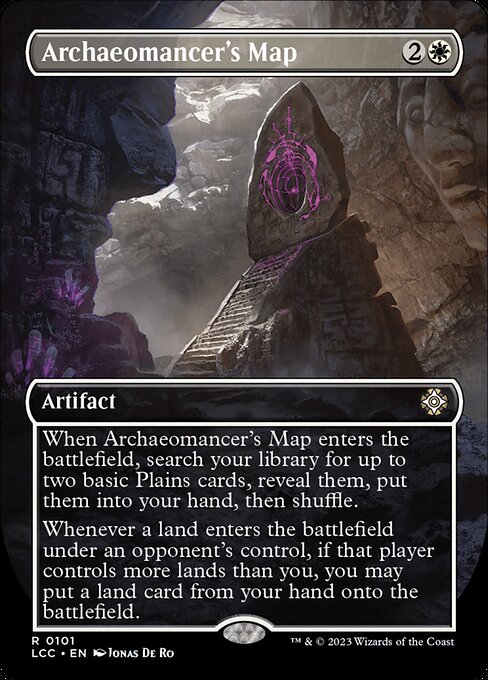 Archaeomancer's Map 2
Artifact
When Archaeomancer's Map enters the
battlefield, search your library for up to
two basic Plains cards, reveal them, put
them into your hand, then shuffle.
Whenever a land enters the battlefield
under an opponent's control, if that player
controls more lands than you, you may
put a land card from your hand onto the
battlefield.
R 0101
LCC • EN Jonas De Ro
™ & © 2023 Wizards of the Coast